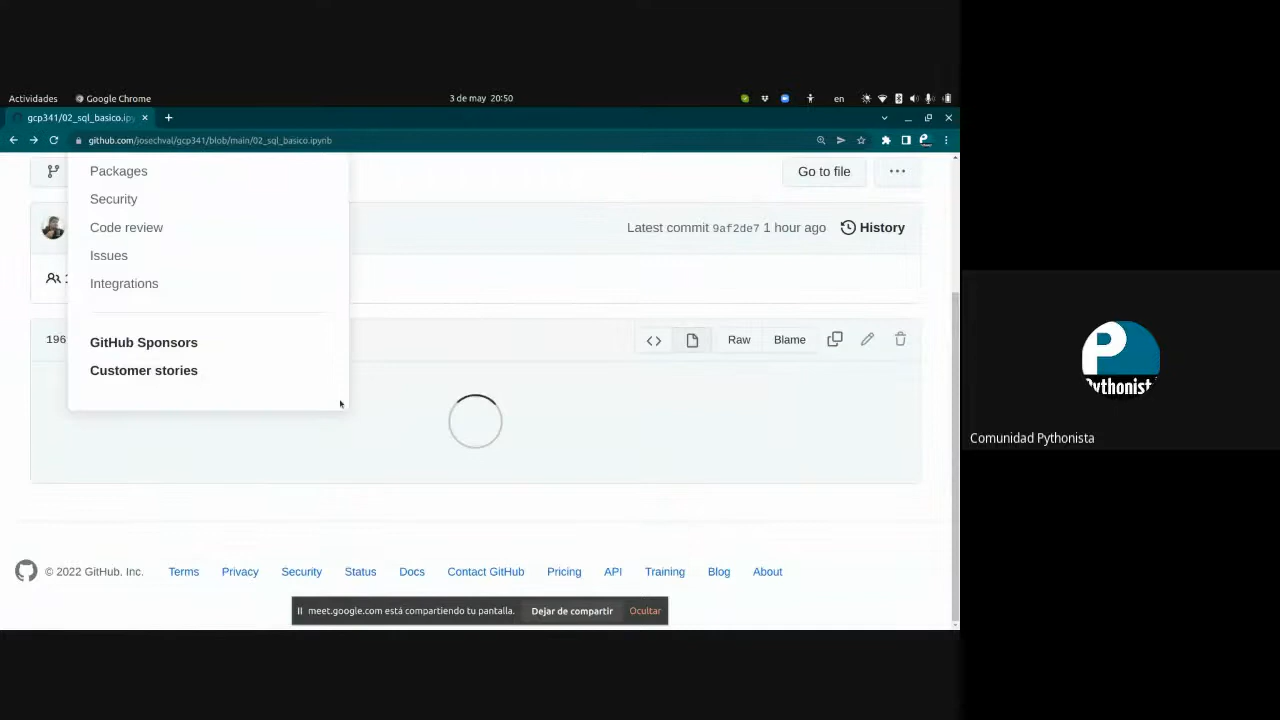 Actividades
Google Chrome
3 de may 20:50
en
gcp341/02_sql_basico.ip
github.com/josechval/gcp341/blob/main/02_sql_basico.ipynb
Packages
Go to file
Security
Code review
Latest commit 9af2de7 1 hour ago
History
Issues
Integrations
196
GitHub Sponsors
Raw
Blame
Customer stories
© 2022 GitHub, Inc.
Terms
Privacy
Security
Status
Docs
Contact GitHub
Pricing
API
Training
Blog
About
meet.google.com está compartiendo tu pantalla.
Dejar de compartir
Ocultar
Pythonist
Comunidad Pythonista